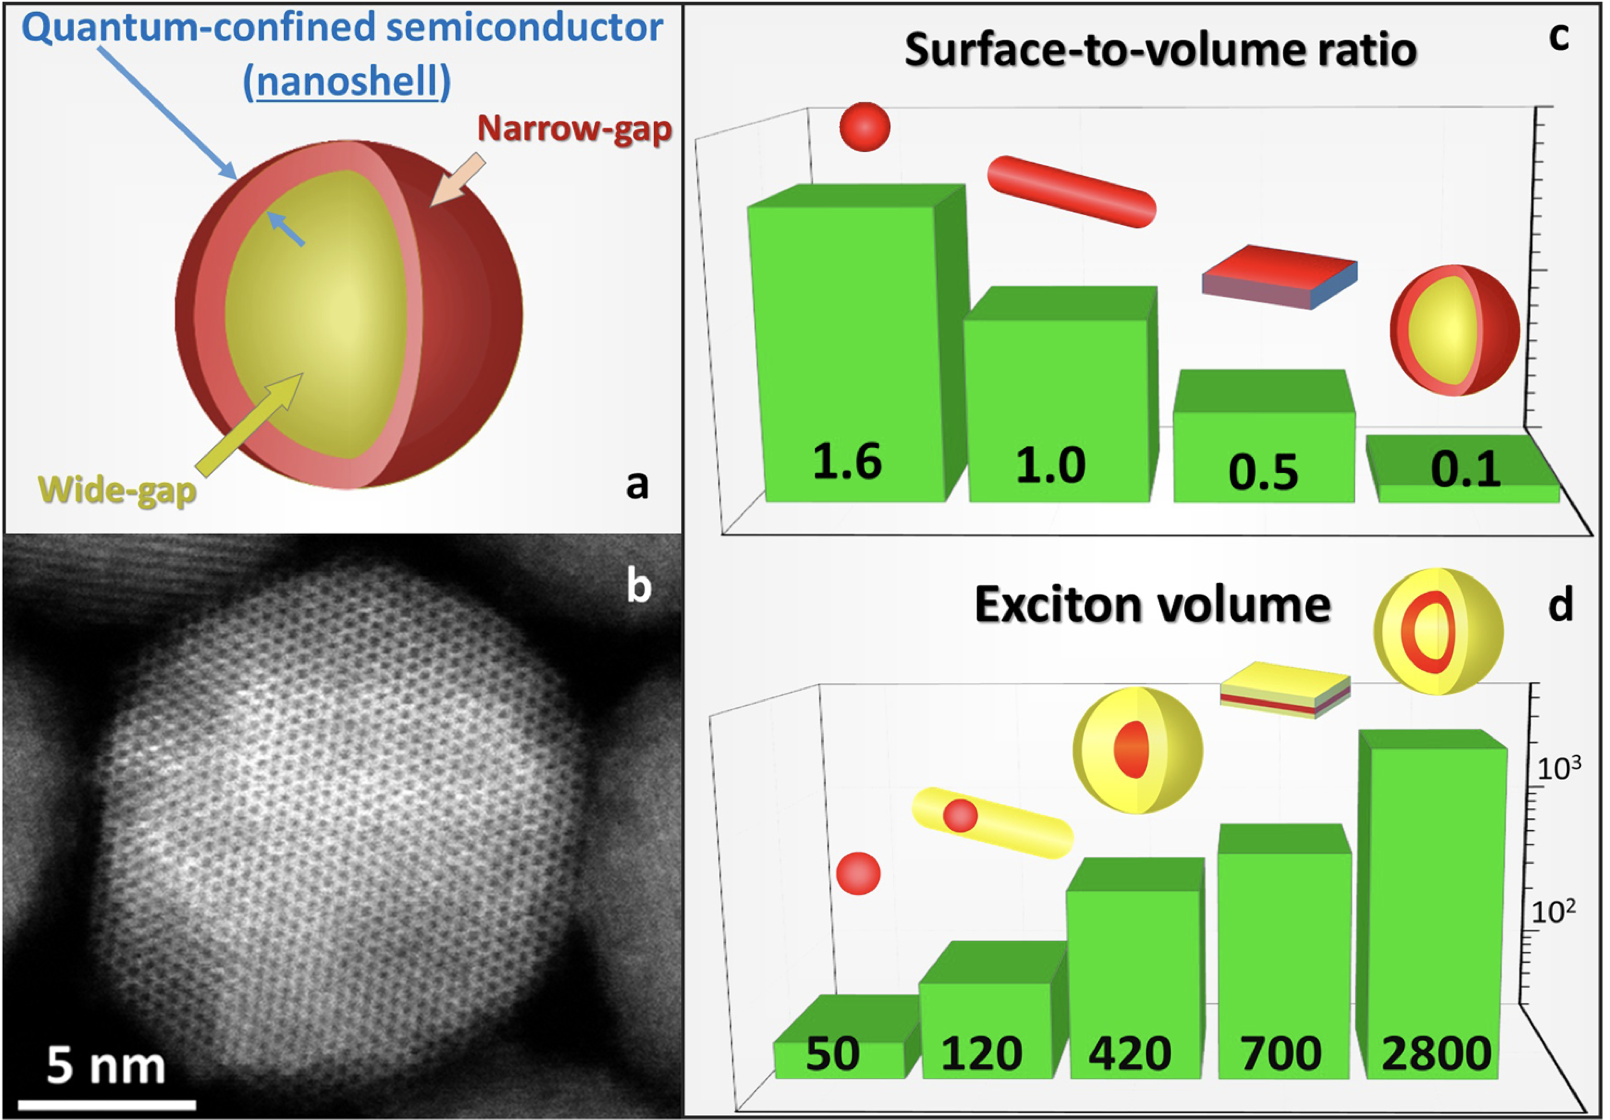 Quantum-confined semiconductor
(nanoshell)
Narrow-gap
Wide-gap
a
b
5 nm
Surface-to-volume ratio
c
1.6
1.0
0.5
0.1
Exciton volume
d
10³
10²
50
120
420
700
2800